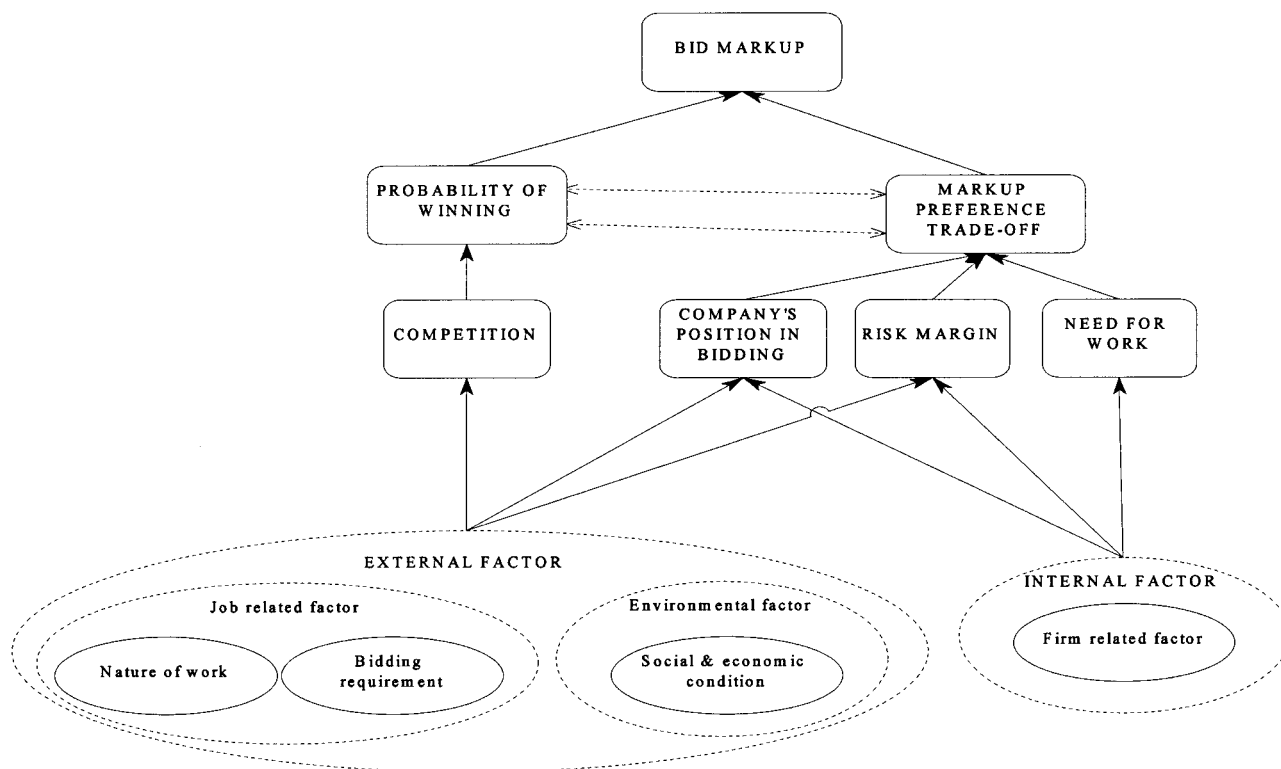 BID MARKUP
PROBABILITY OF
WINNING
MARKUP
PREFERENCE
TRADE-OFF
COMPETITION
COMPANY'S
POSITION IN
BIDDING
RISK MARGIN
NEED FOR
WORK
EXTERNAL FACTOR
Job related factor
Nature of work
Bidding
requirement
Environmental factor
Social & economic
condition
INTERNAL FACTOR
Firm related factor